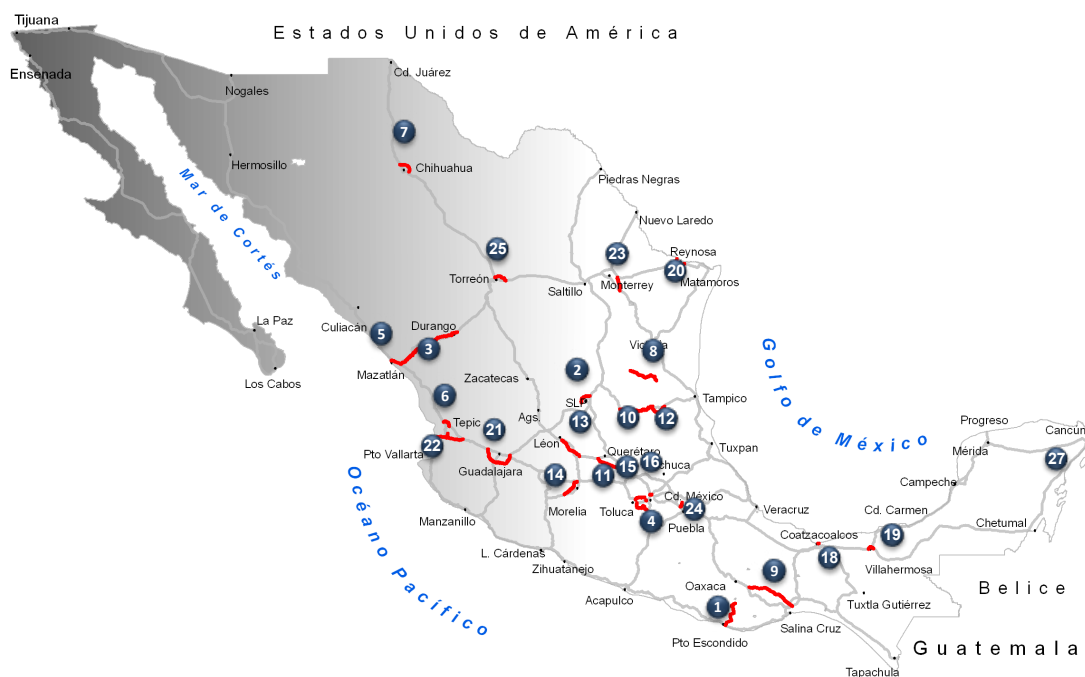 Tijuana
Estados Unidos de América
Ensenada
Cd. Juárez
Nogales
7
Hermosillo
Chihuahua
Piedras Negras
Mar de Cortés
Nuevo Laredo
25
23
Reynosa
20
Torreón
Saltillo
Monterrey
Matamoros
La Paz
Culiacán
5
Durango
3
8
Los Cabos
Mazatlán
2
Zacatecas
6
SLP
Tampico
Golfo de México
Ags.
10
12
Tepic
21
13
Progreso
Cancún
22
Léon
Querétaro
Tuxpan
Mérida
27
Pto Vallarta
Guadalajara
14
11
15
16
chuca
Campeche
Océano Pacífico
Morelia
Toluca
Cd. México
24
Veracruz
Cd. Carmen
Manzanillo
4
Puebla
Coatzacoalcos
19
Chetumal
L. Cárdenas
Zihuatanejo
18
Villahermosa
9
Oaxaca
Belice
Acapulco
1
Tuxtla Gutiérrez
Pto Escondido
Salina Cruz
Guatemala
Tapachula